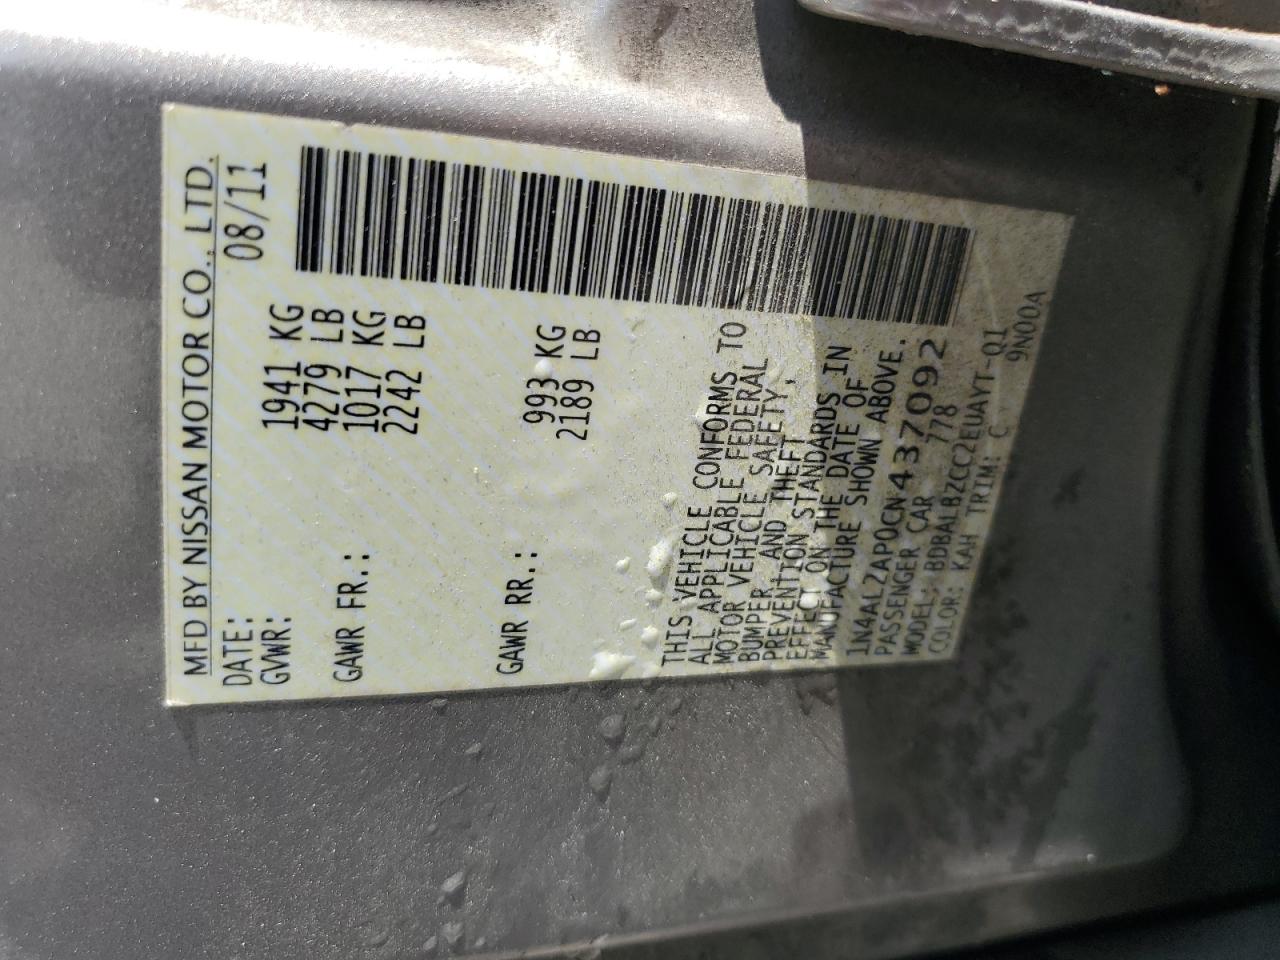 MFD BY NISSAN MOTOR CO., LTD.
DATE: 08/11
GVWR: 1941 KG
4279 LB
GAWR FR.: 1017 KG
2242 LB
GAWR RR.: 993 KG
2189 LB
THIS VEHICLE CONFORMS TO
ALL APPLICABLE FEDERAL
MOTOR VEHICLE SAFETY,
BUMPER AND THEFT
PREVENTION STANDARDS IN
EFFECT ON THE DATE OF
MANUFACTURE SHOWN ABOVE.
1N4AL2AP0CN437092
PASSENGER CAR 778
MODEL: BDBALBZCC2EUAYT-Q1
COLOR: KAH TRIM: C 9N00A